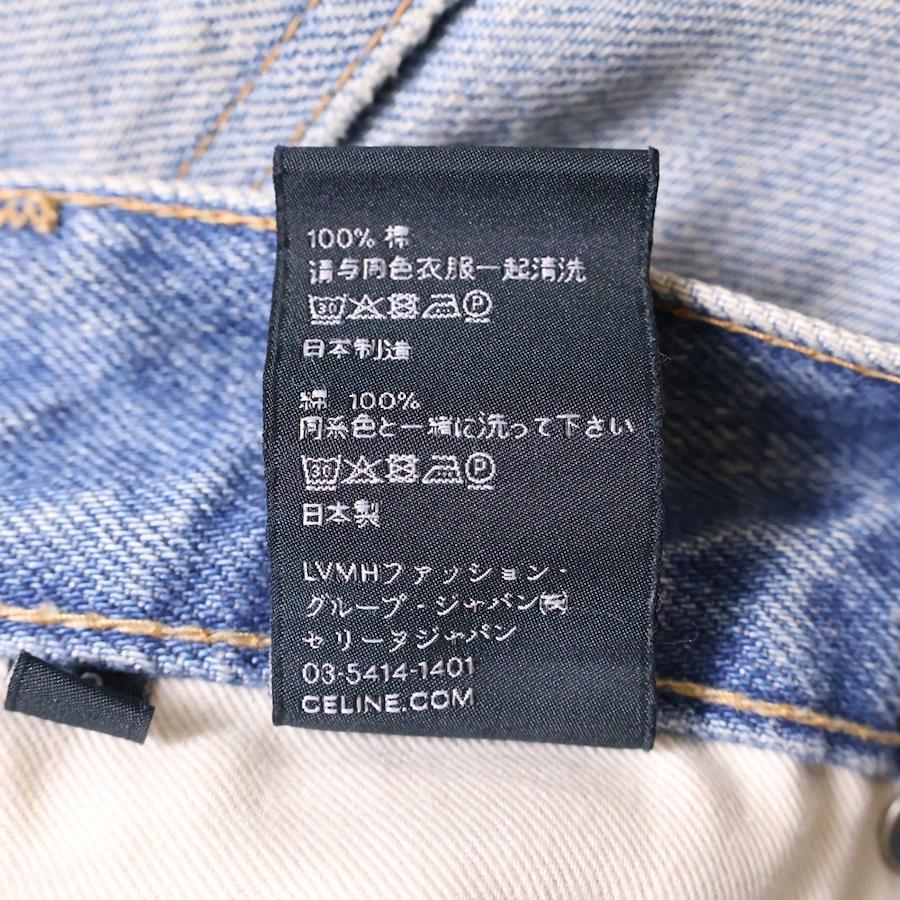 100% 棉
请与同色衣服一起清洗
30 P
日本制造
綿 100%
同系色と一緒に洗って下さい
30 P
日本製
LVMHファッション・
グループ・ジャパン㈱
セリーヌジャパン
03-5414-1401
CELINE.COM